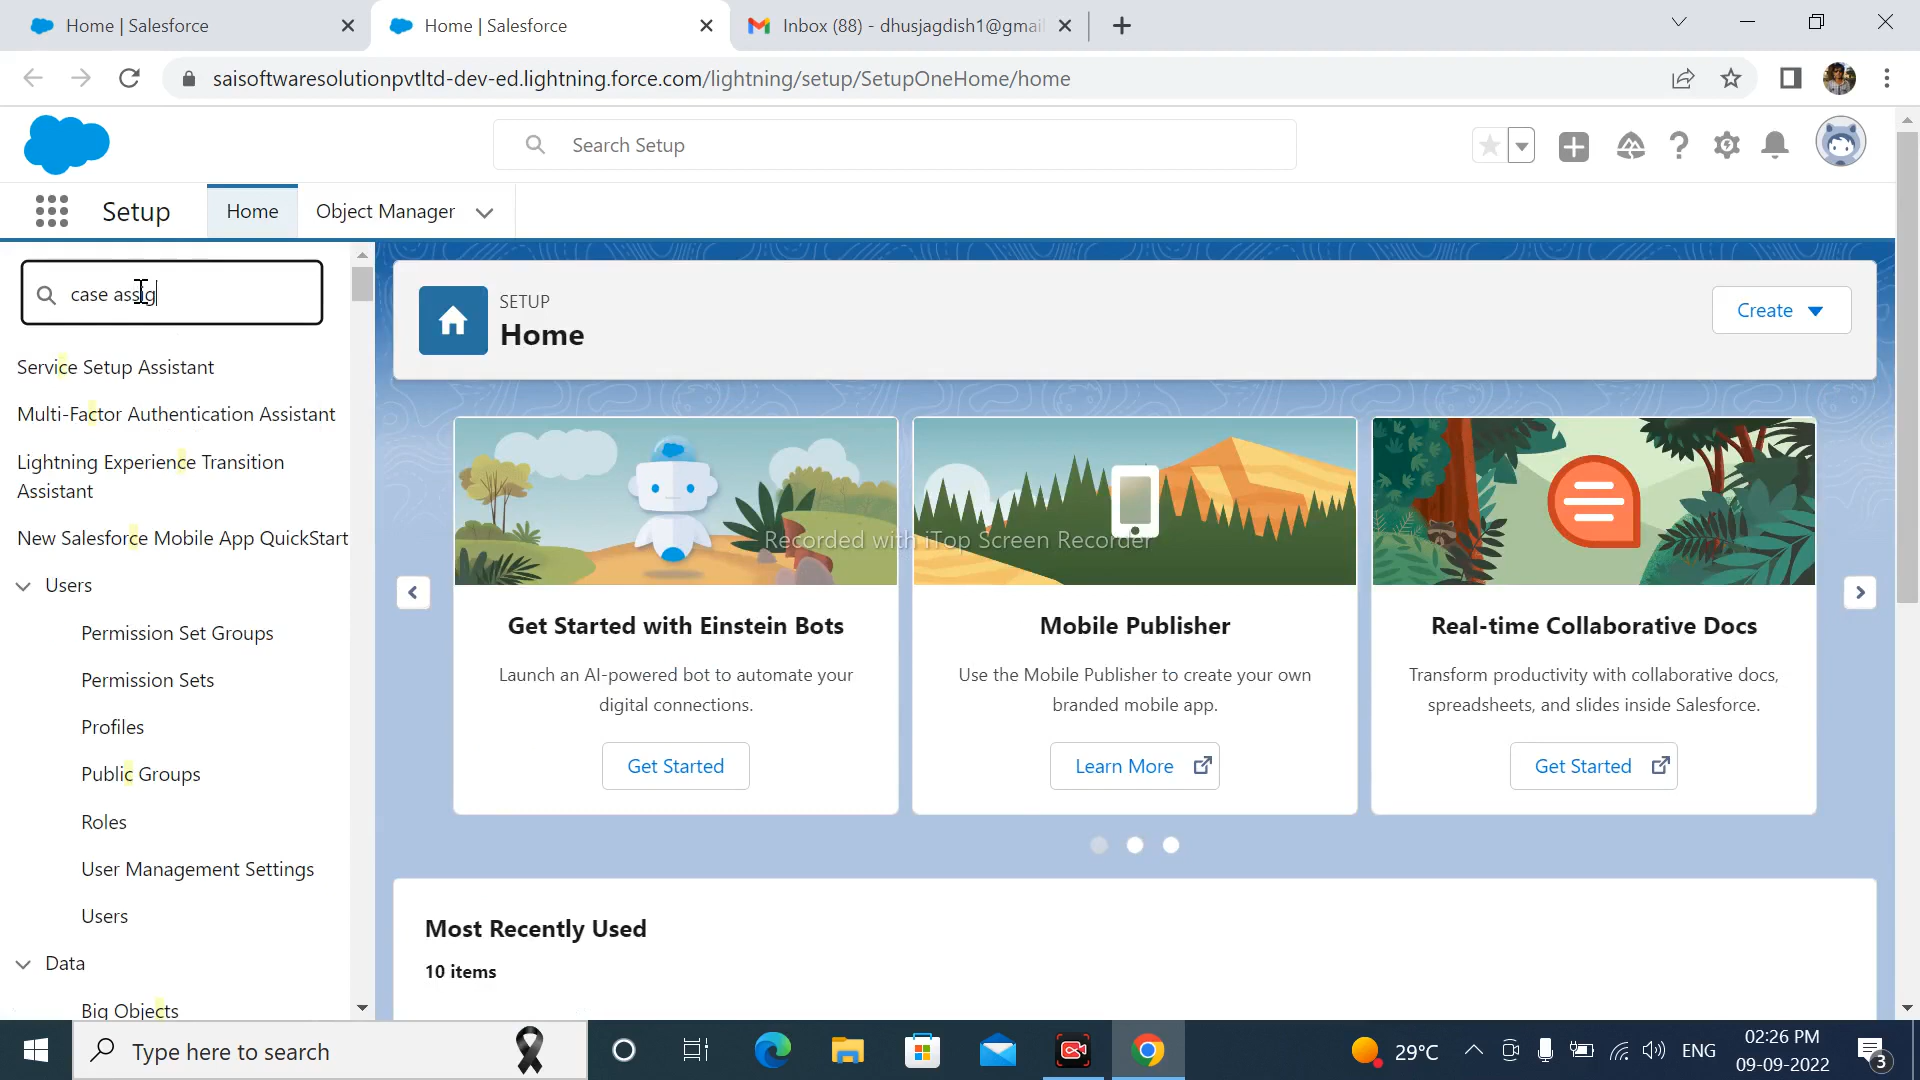 Home | Salesforce
Home | Salesforce
Inbox (88) - dhusjagdish1@gmai
saisoftwaresolutionpvtltd-dev-ed.lightning.force.com/lightning/setup/SetupOneHome/home
Search Setup
Setup
Home
Object Manager
case assig
Service Setup Assistant
Multi-Factor Authentication Assistant
Lightning Experience Transition
Assistant
New Salesforce Mobile App QuickStart
Users
Permission Set Groups
Permission Sets
Profiles
Public Groups
Roles
User Management Settings
Users
Data
Big Objects
SETUP
Home
Create
Recorded with iTop Screen Recorder
Get Started with Einstein Bots
Launch an AI-powered bot to automate your
digital connections.
Get Started
Mobile Publisher
Use the Mobile Publisher to create your own
branded mobile app.
Learn More
Real-time Collaborative Docs
Transform productivity with collaborative docs,
spreadsheets, and slides inside Salesforce.
Get Started
Most Recently Used
10 items
Type here to search
29°C
ENG
02:26 PM
09-09-2022
3